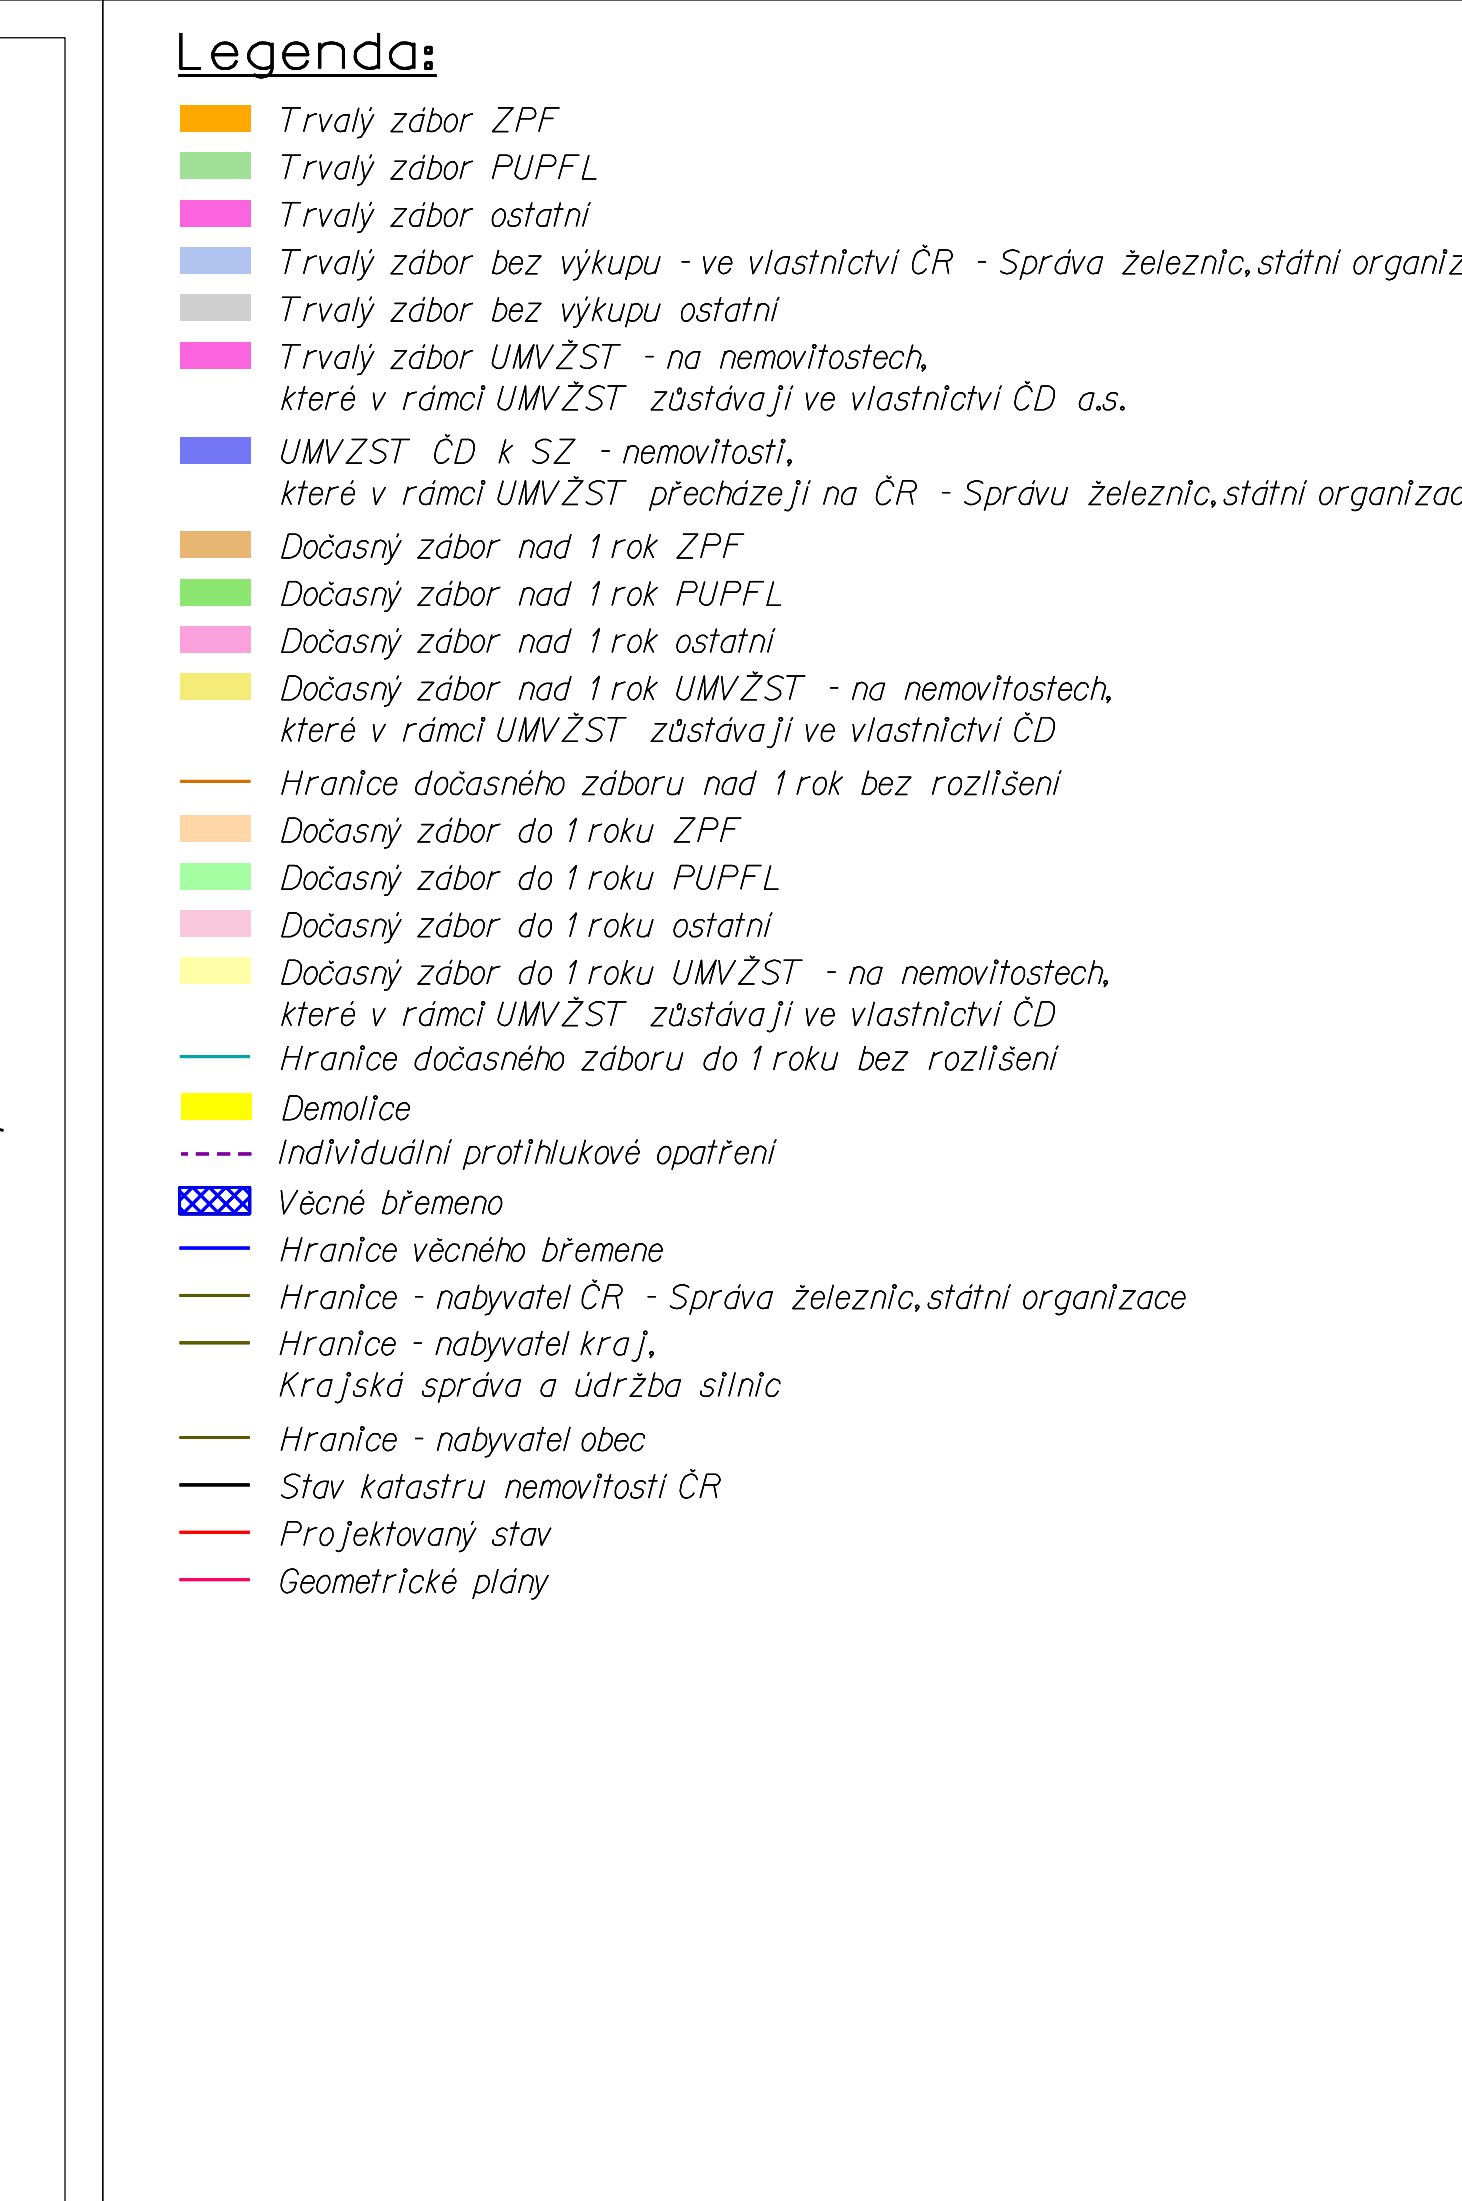 Legenda:
Trvalý zábor ZPF
Trvalý zábor PUPFL
Trvalý zábor ostatní
Trvalý zábor bez výkupu - ve vlastnictví ČR - Správa železnic, státní organiz
Trvalý zábor bez výkupu ostatní
Trvalý zábor UMVŽST - na nemovitostech,
které v rámci UMVŽST zůstávají ve vlastnictví ČD a.s.
UMVZST ČD k SZ - nemovitosti,
které v rámci UMVŽST přecházejí na ČR - Správu železnic, státní organizac
Dočasný zábor nad 1 rok ZPF
Dočasný zábor nad 1 rok PUPFL
Dočasný zábor nad 1 rok ostatní
Dočasný zábor nad 1 rok UMVŽST - na nemovitostech,
které v rámci UMVŽST zůstávají ve vlastnictví ČD
Hranice dočasného záboru nad 1 rok bez rozlišení
Dočasný zábor do 1 roku ZPF
Dočasný zábor do 1 roku PUPFL
Dočasný zábor do 1 roku ostatní
Dočasný zábor do 1 roku UMVŽST - na nemovitostech,
které v rámci UMVŽST zůstávají ve vlastnictví ČD
Hranice dočasného záboru do 1 roku bez rozlišení
Demolice
Individuální protihlukové opatření
Věcné břemeno
Hranice věcného břemene
Hranice - nabyvatel ČR - Správa železnic, státní organizace
Hranice - nabyvatel kraj,
Krajská správa a údržba silnic
Hranice - nabyvatel obec
Stav katastru nemovitostí ČR
Projektovaný stav
Geometrické plány